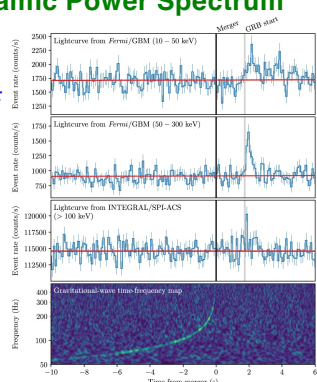 amic Power Spectrum
Merger GRB start
Lightcurve from Fermi/GBM (10 − 50 keV)
Event rate (counts/s)
2500
2250
2000
1750
1500
1250
Lightcurve from Fermi/GBM (50 − 300 keV)
Event rate (counts/s)
1750
1500
1250
1000
750
Lightcurve from INTEGRAL/SPI-ACS
(> 100 keV)
Event rate (counts/s)
120000
117500
115000
112500
Gravitational-wave time-frequency map
Frequency (Hz)
400
300
200
100
50
−10 −8 −6 −4 −2 0 2 4 6
Time from merger (s)